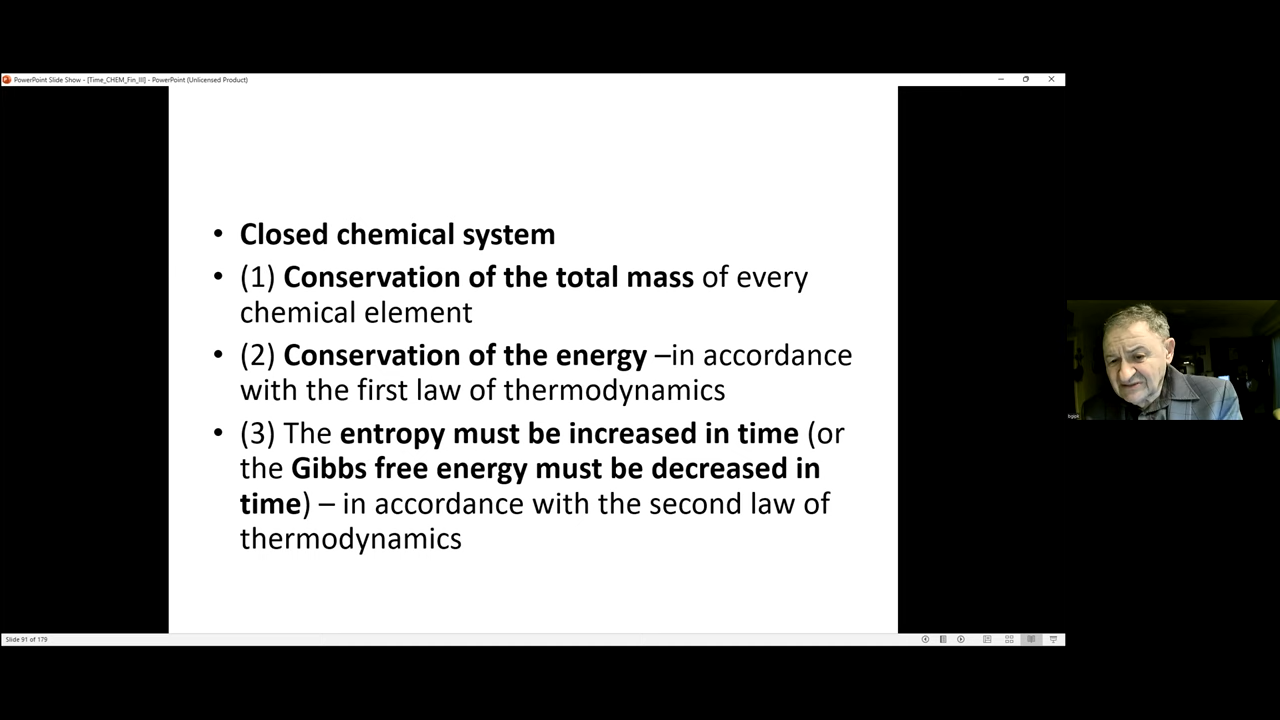 PowerPoint Slide Show - [Time_CHEM_Fin_III] - PowerPoint (Unlicensed Product)
• Closed chemical system
• (1) Conservation of the total mass of every
chemical element
• (2) Conservation of the energy –in accordance
with the first law of thermodynamics
• (3) The entropy must be increased in time (or
the Gibbs free energy must be decreased in
time) – in accordance with the second law of
thermodynamics
Slide 91 of 179